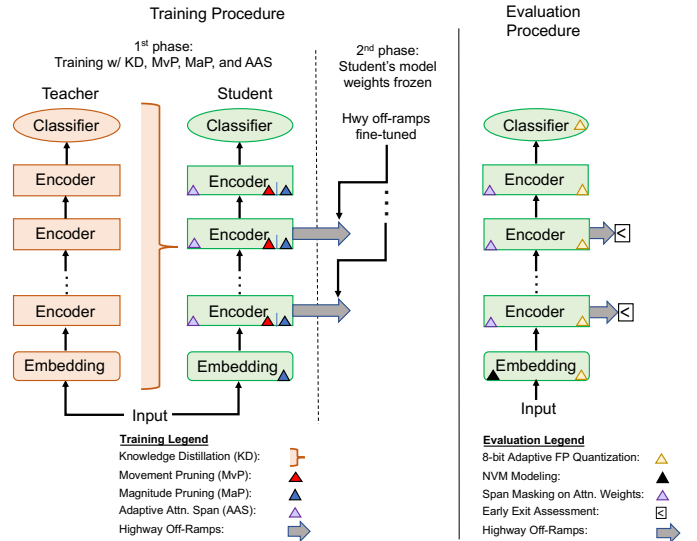 Training Procedure
Evaluation
Procedure
1st phase:
Training w/ KD, MvP, MaP, and AAS
2nd phase:
Student's model
weights frozen
Teacher
Student
Hwy off-ramps
fine-tuned
Classifier
Classifier
Classifier
Encoder
Encoder
Encoder
Encoder
Encoder
Encoder
<
Encoder
Encoder
Encoder
<
Embedding
Embedding
Embedding
Input
Input
Training Legend
Knowledge Distillation (KD):
Movement Pruning (MvP):
Magnitude Pruning (MaP):
Adaptive Attn. Span (AAS):
Highway Off-Ramps:
Evaluation Legend
8-bit Adaptive FP Quantization:
NVM Modeling:
Span Masking on Attn. Weights:
Early Exit Assessment: <
Highway Off-Ramps: